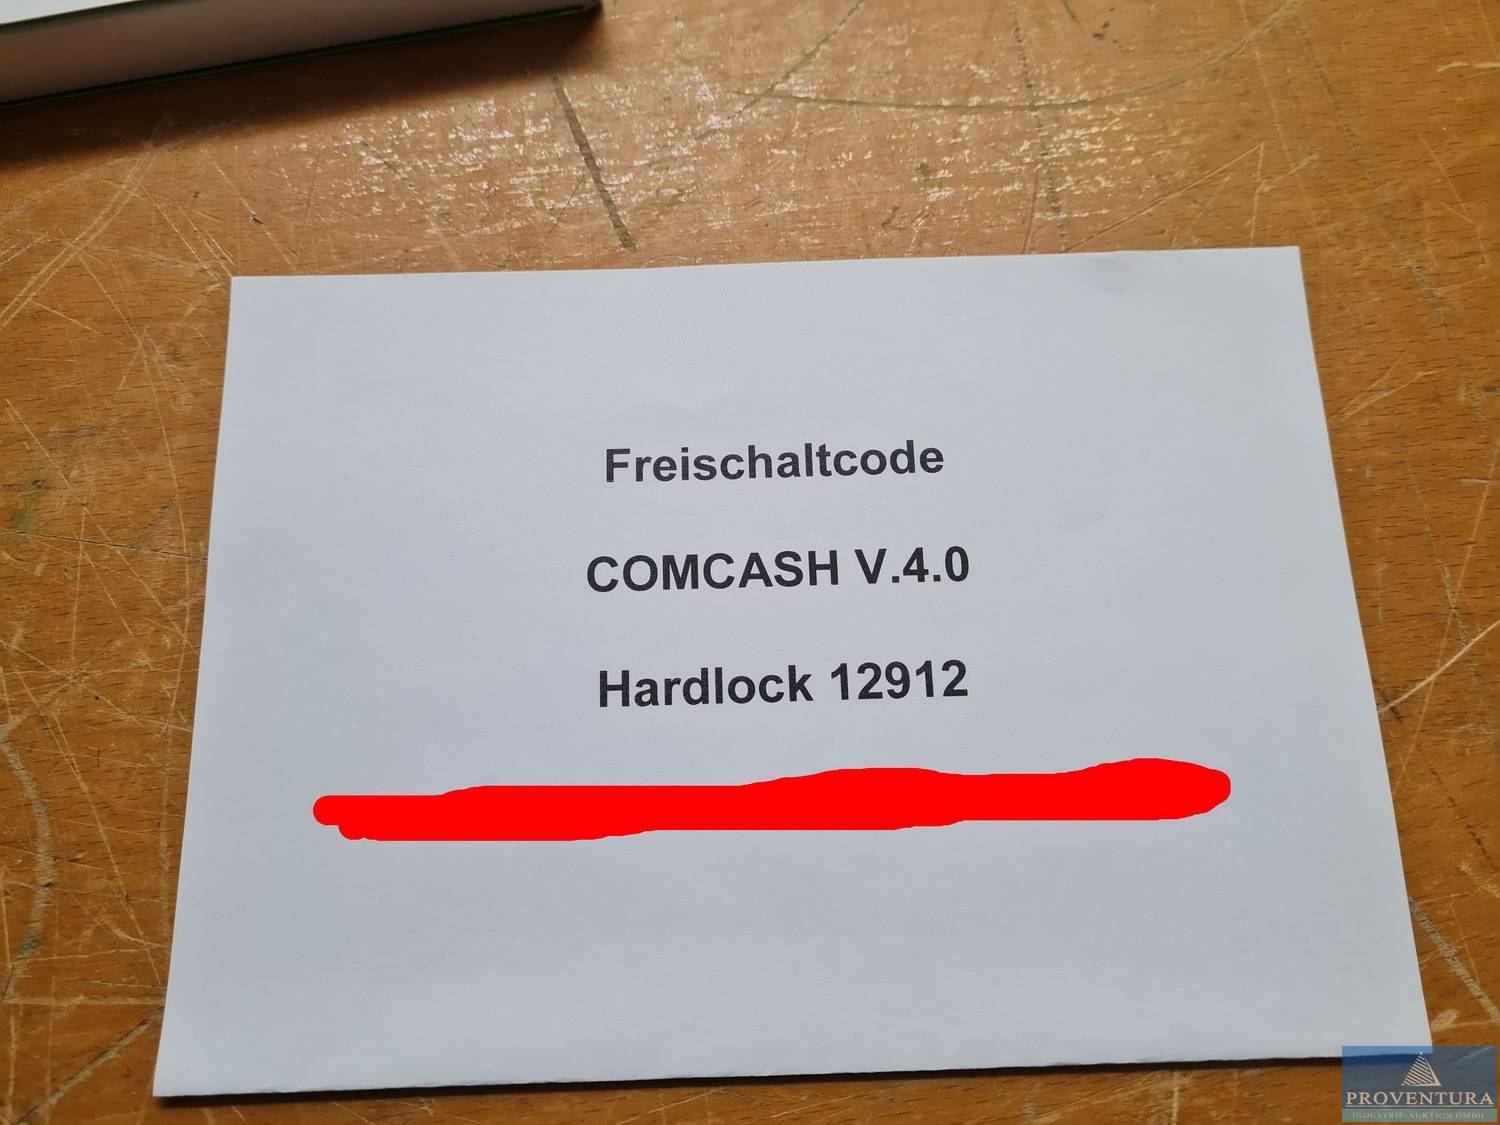 Freischaltcode
COMCASH V.4.0
Hardlock 12912
PROVENTURA
INDUSTRIE-AUKTION GMBH